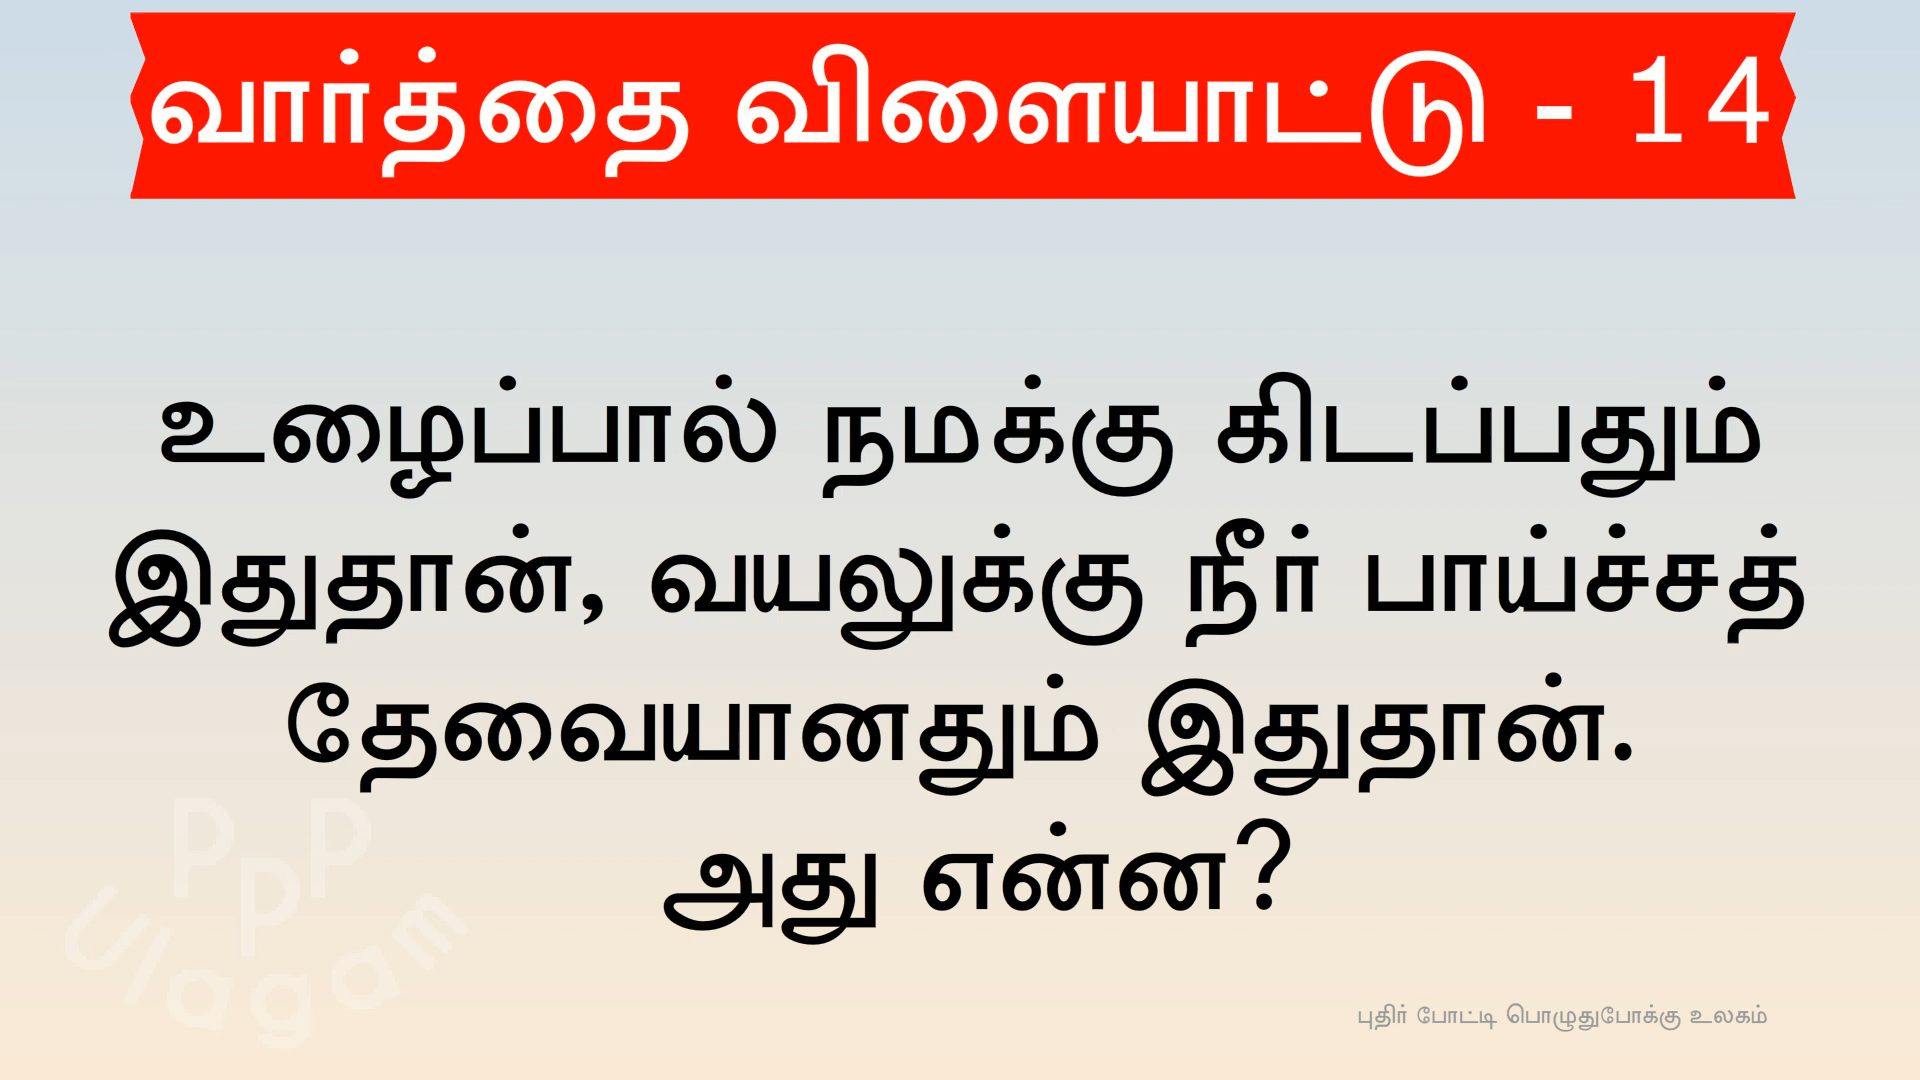 வார்த்தை விளையாட்டு - 14
உழைப்பால் நமக்கு கிடப்பதும்
இதுதான், வயலுக்கு நீர் பாய்ச்சத்
தேவையானதும் இதுதான்.
அது என்ன?
PPP
Ulagam
புதிர் போட்டி பொழுதுபோக்கு உலகம்